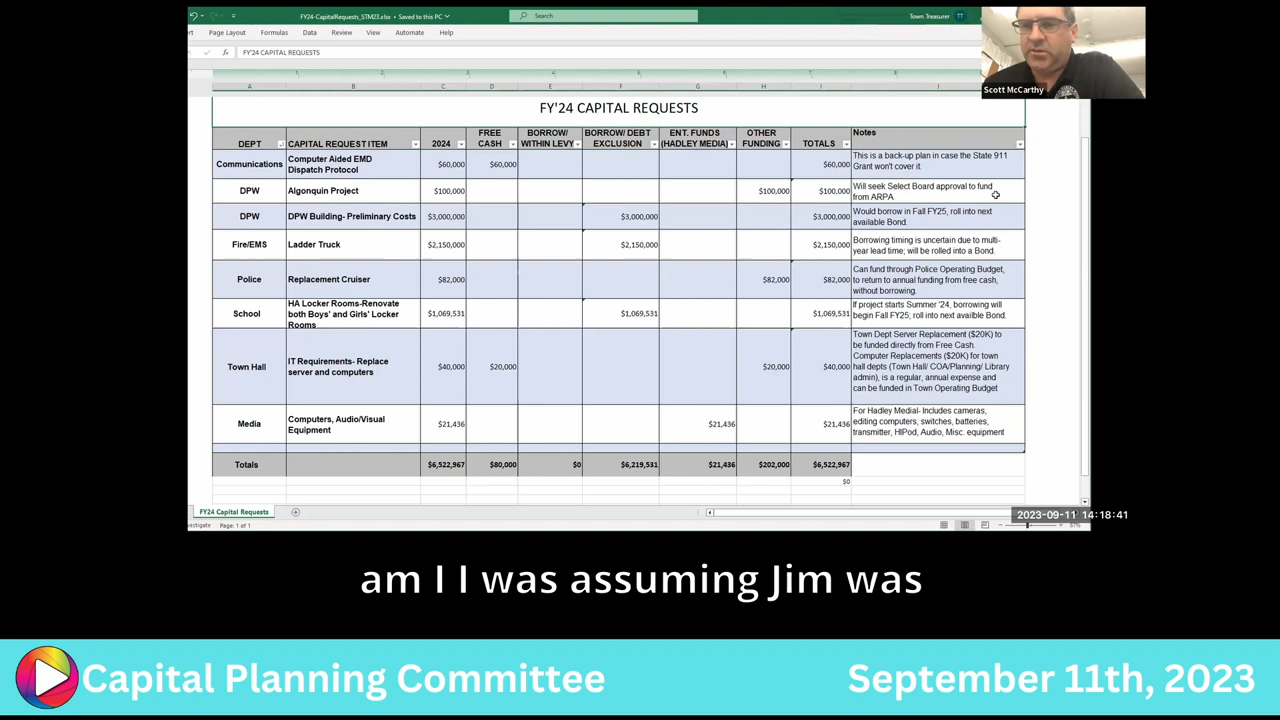 FY24-CapitalRequests_STM23.xlsx • Saved to this PC
Search
Town Treasurer TT
Page Layout Formulas Data Review View Automate Help
fx FY'24 CAPITAL REQUESTS
Scott McCarthy
A B C D E F G H I J
FY'24 CAPITAL REQUESTS
DEPT CAPITAL REQUEST ITEM 2024 FREE CASH BORROW/ WITHIN LEVY BORROW/ DEBT EXCLUSION ENT. FUNDS (HADLEY MEDIA) OTHER FUNDING TOTALS Notes
Communications Computer Aided EMD Dispatch Protocol $60,000 $60,000 $60,000 This is a back-up plan in case the State 911 Grant won't cover it.
DPW Algonquin Project $100,000 $100,000 $100,000 Will seek Select Board approval to fund from ARPA
DPW DPW Building- Preliminary Costs $3,000,000 $3,000,000 $3,000,000 Would borrow in Fall FY25, roll into next available Bond.
Fire/EMS Ladder Truck $2,150,000 $2,150,000 $2,150,000 Borrowing timing is uncertain due to multi-year lead time; will be rolled into a Bond.
Police Replacement Cruiser $82,000 $82,000 $82,000 Can fund through Police Operating Budget, to return to annual funding from free cash, without borrowing.
School HA Locker Rooms-Renovate both Boys' and Girls' Locker Rooms $1,069,531 $1,069,531 $1,069,531 If project starts Summer '24, borrowing will begin Fall FY25; roll into next availble Bond.
Town Hall IT Requirements- Replace server and computers $40,000 $20,000 $20,000 $40,000 Town Dept Server Replacement ($20K) to be funded directly from Free Cash. Computer Replacements ($20K) for town hall depts (Town Hall/ COA/Planning/ Library admin), is a regular, annual expense and can be funded in Town Operating Budget
Media Computers, Audio/Visual Equipment $21,436 $21,436 $21,436 For Hadley Medial- Includes cameras, editing computers, switches, batteries, transmitter, HIPod, Audio, Misc. equipment
Totals $6,522,967 $80,000 $0 $6,219,531 $21,436 $202,000 $6,522,967
$0
FY24 Capital Requests
2023-09-11 14:18:41
Page: 1 of 1
am I I was assuming Jim was
Capital Planning Committee September 11th, 2023